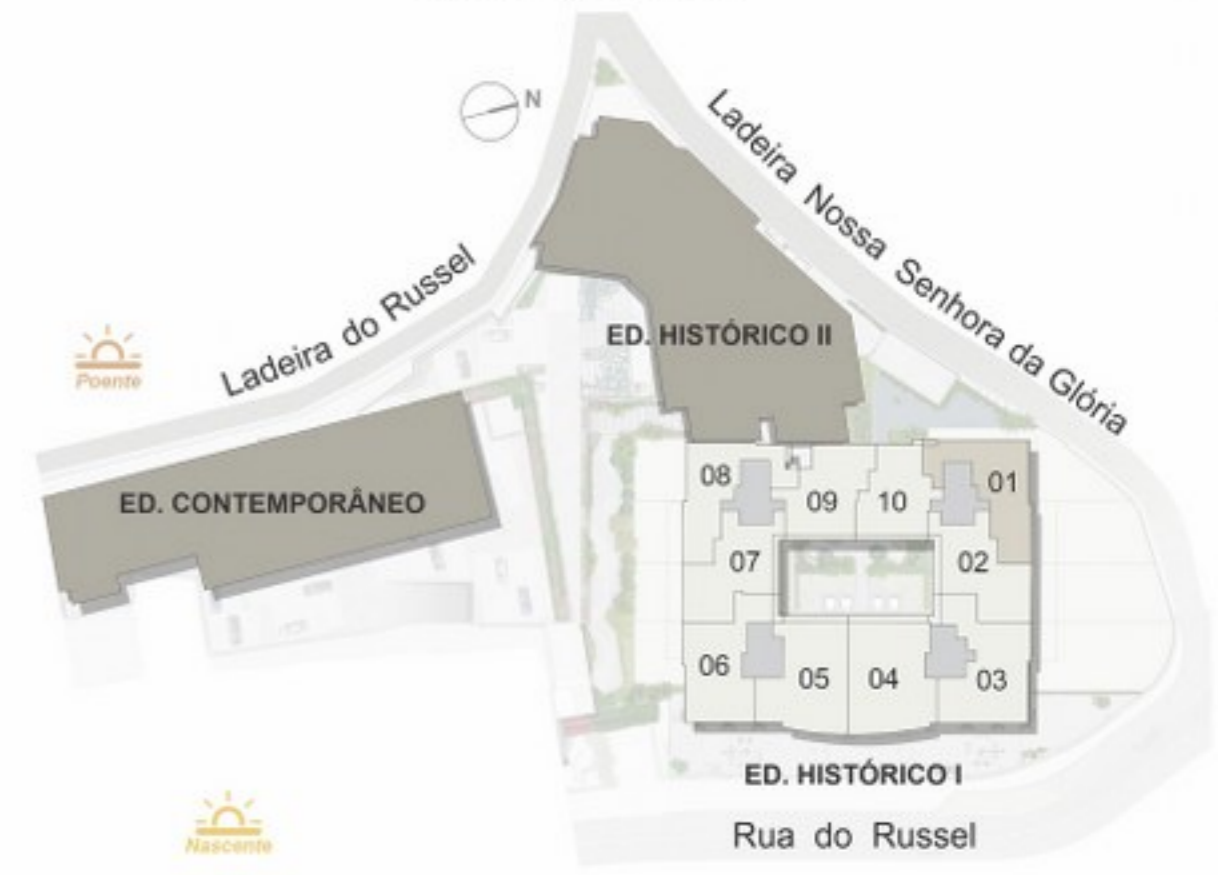 N
Ladeira Nossa Senhora da Glória
Ladeira do Russel
Poente
ED. HISTÓRICO II
ED. CONTEMPORÂNEO
08
09
10
01
07
02
06
05
04
03
ED. HISTÓRICO I
Rua do Russel
Nascente